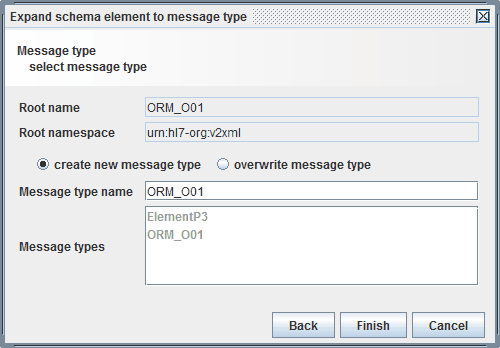 Expand schema element to message type
Message type
select message type
Root name ORM_O01
Root namespace urn:hl7-org:v2xml
create new message type overwrite message type
Message type name ORM_O01
ElementP3
ORM_O01
Message types
Back Finish Cancel